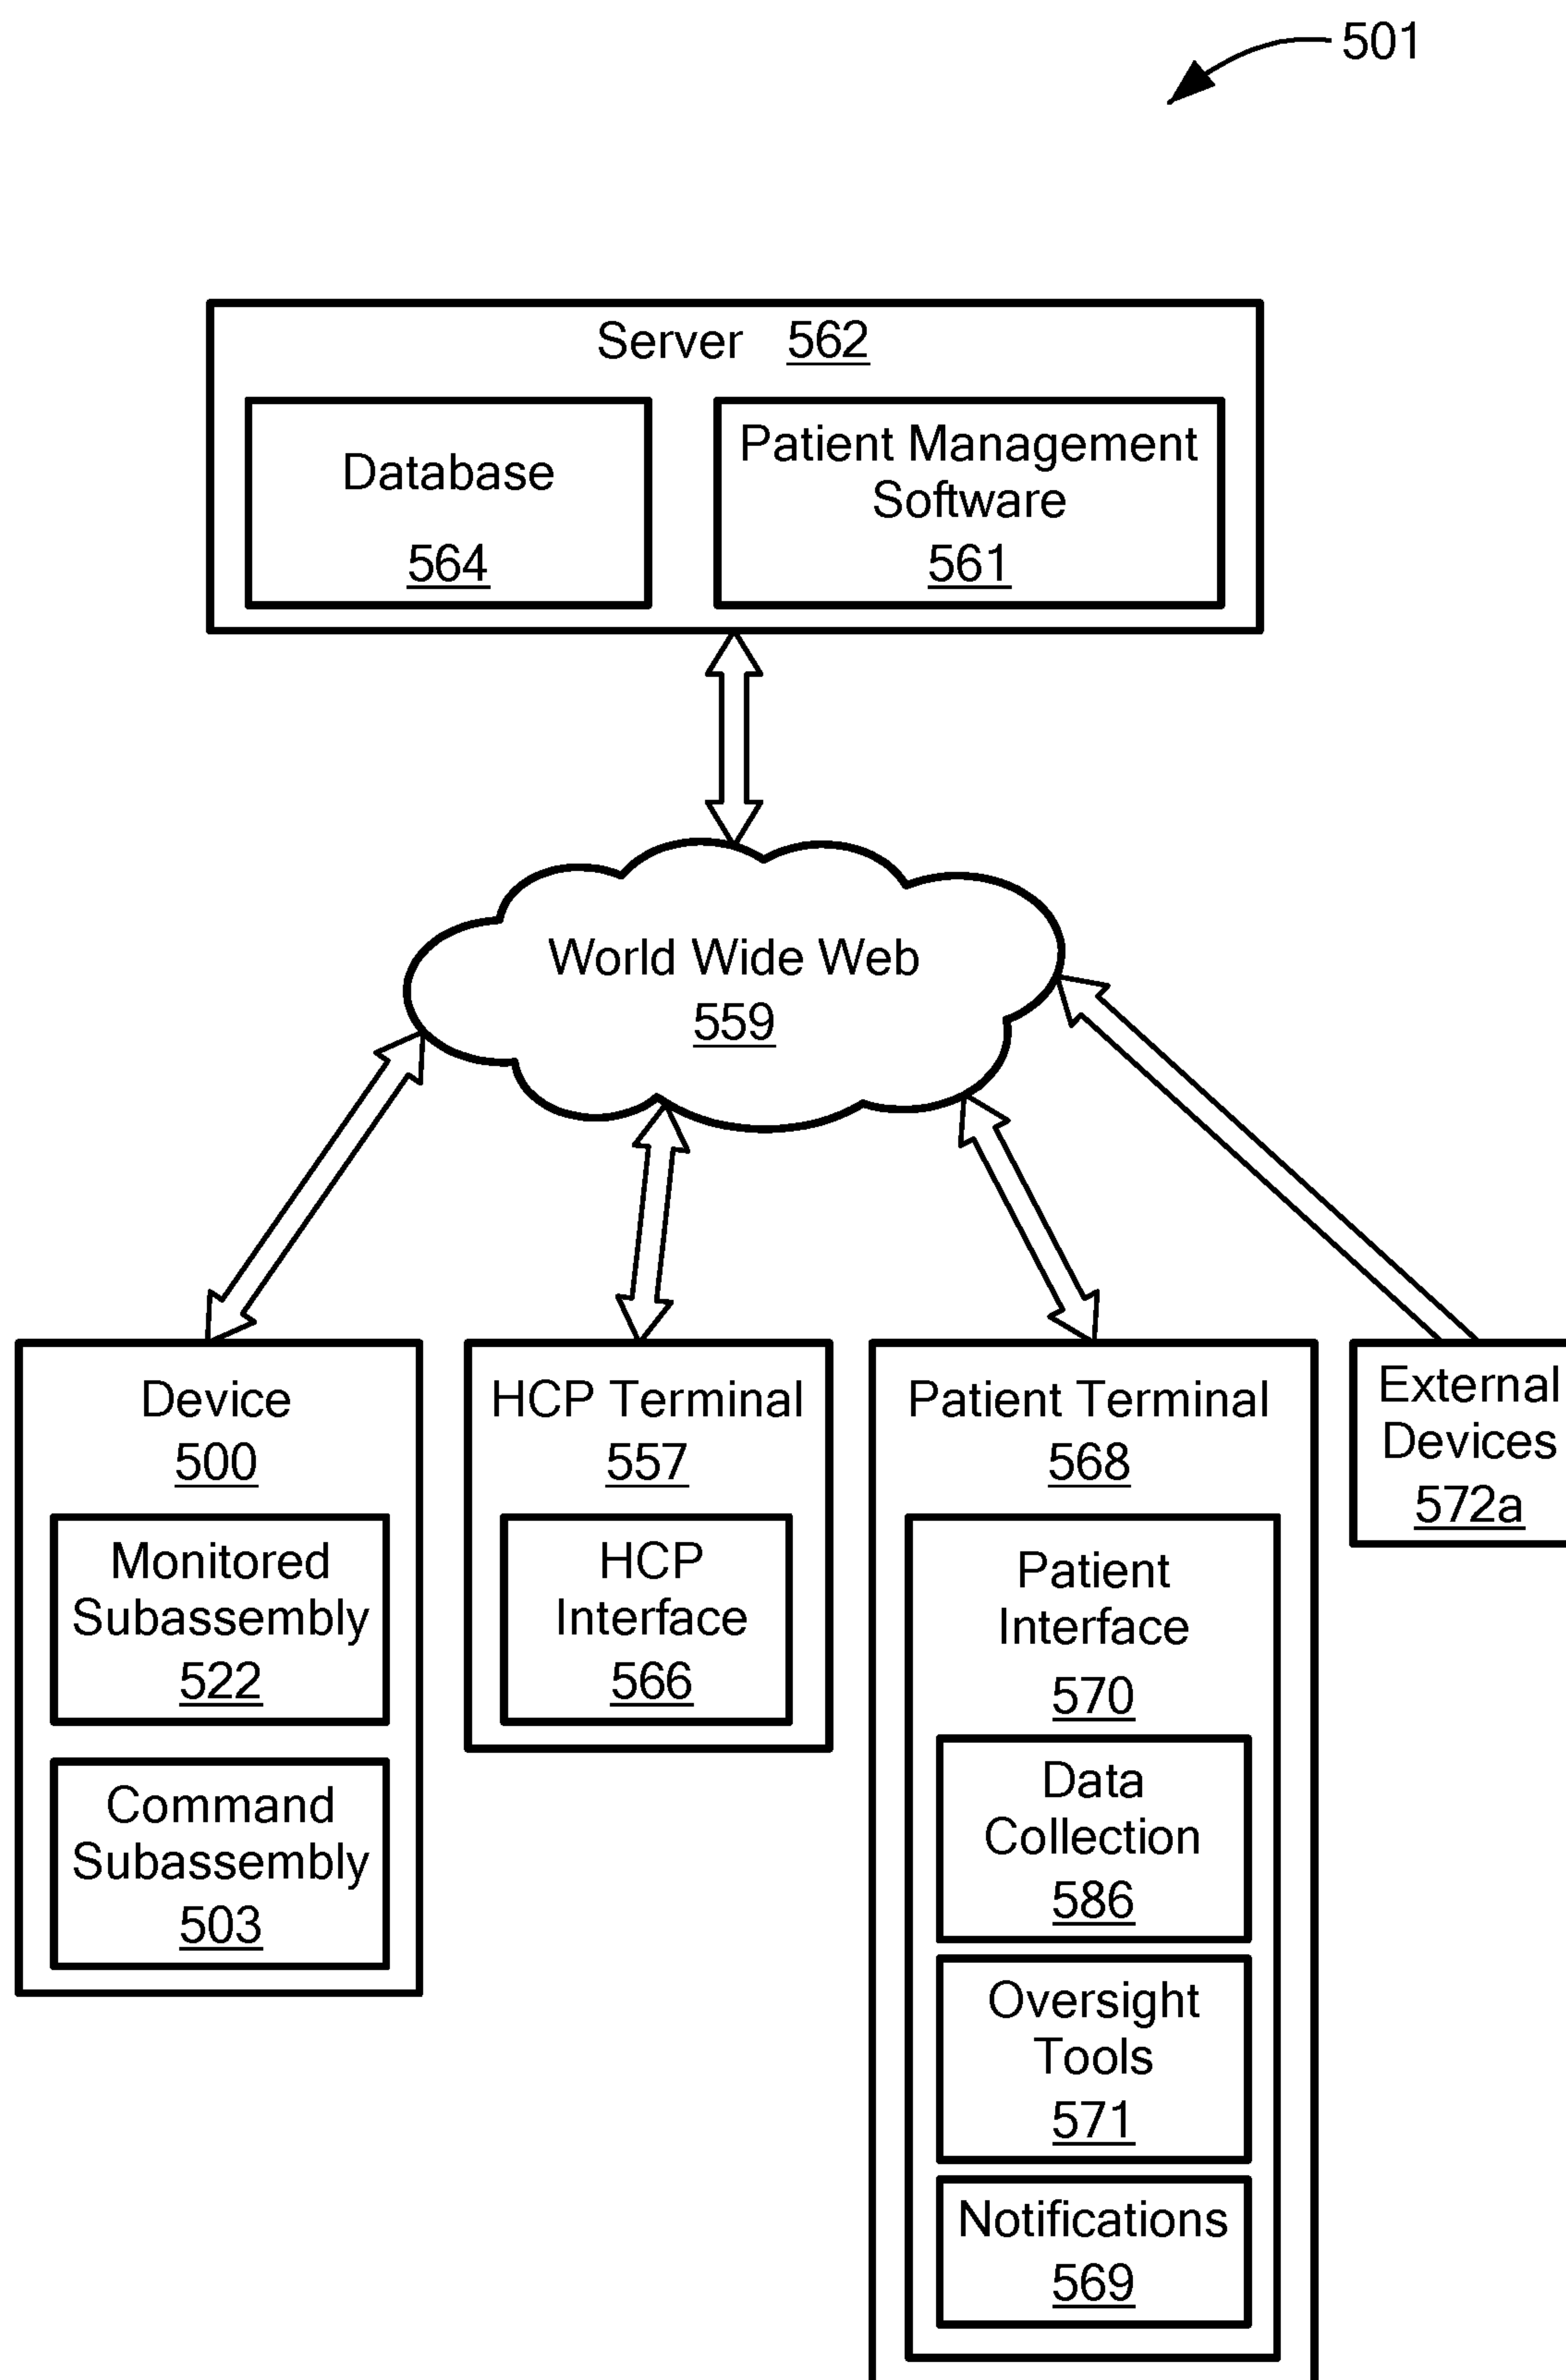 501
Server 562
Database
564
Patient Management
Software
561
World Wide Web
559
Device
500
Monitored
Subassembly
522
Command
Subassembly
503
HCP Terminal
557
HCP
Interface
566
Patient Terminal
568
Patient
Interface
570
Data
Collection
586
Oversight
Tools
571
Notifications
569
External
Devices
572a